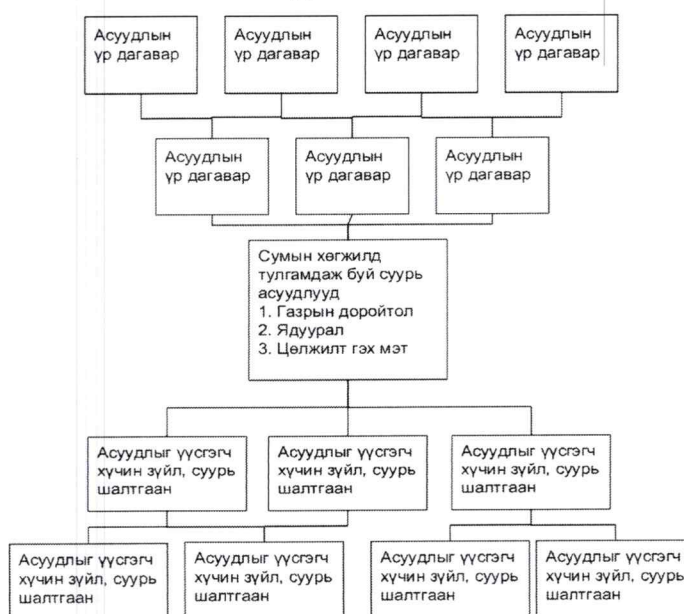 Асуудлын
үр дагавар
Асуудлын
үр дагавар
Асуудлын
үр дагавар
Асуудлын
үр дагавар
Асуудлын
үр дагавар
Асуудлын
үр дагавар
Асуудлын
үр дагавар
Сумын хөгжилд
тулгамдаж буй суурь
асуудлууд
1. Газрын доройтол
2. Ядуурал
3. Цөлжилт гэх мэт
Асуудлыг үүсгэгч
хүчин зүйл, суурь
шалтгаан
Асуудлыг үүсгэгч
хүчин зүйл, суурь
шалтгаан
Асуудлыг үүсгэгч
хүчин зүйл, суурь
шалтгаан
Асуудлыг үүсгэгч
хүчин зүйл, суурь
шалтгаан
Асуудлыг үүсгэгч
хүчин зүйл, суурь
шалтгаан
Асуудлыг үүсгэгч
хүчин зүйл, суурь
шалтгаан
Асуудлыг үүсгэгч
хүчин зүйл, суурь
шалтгаан